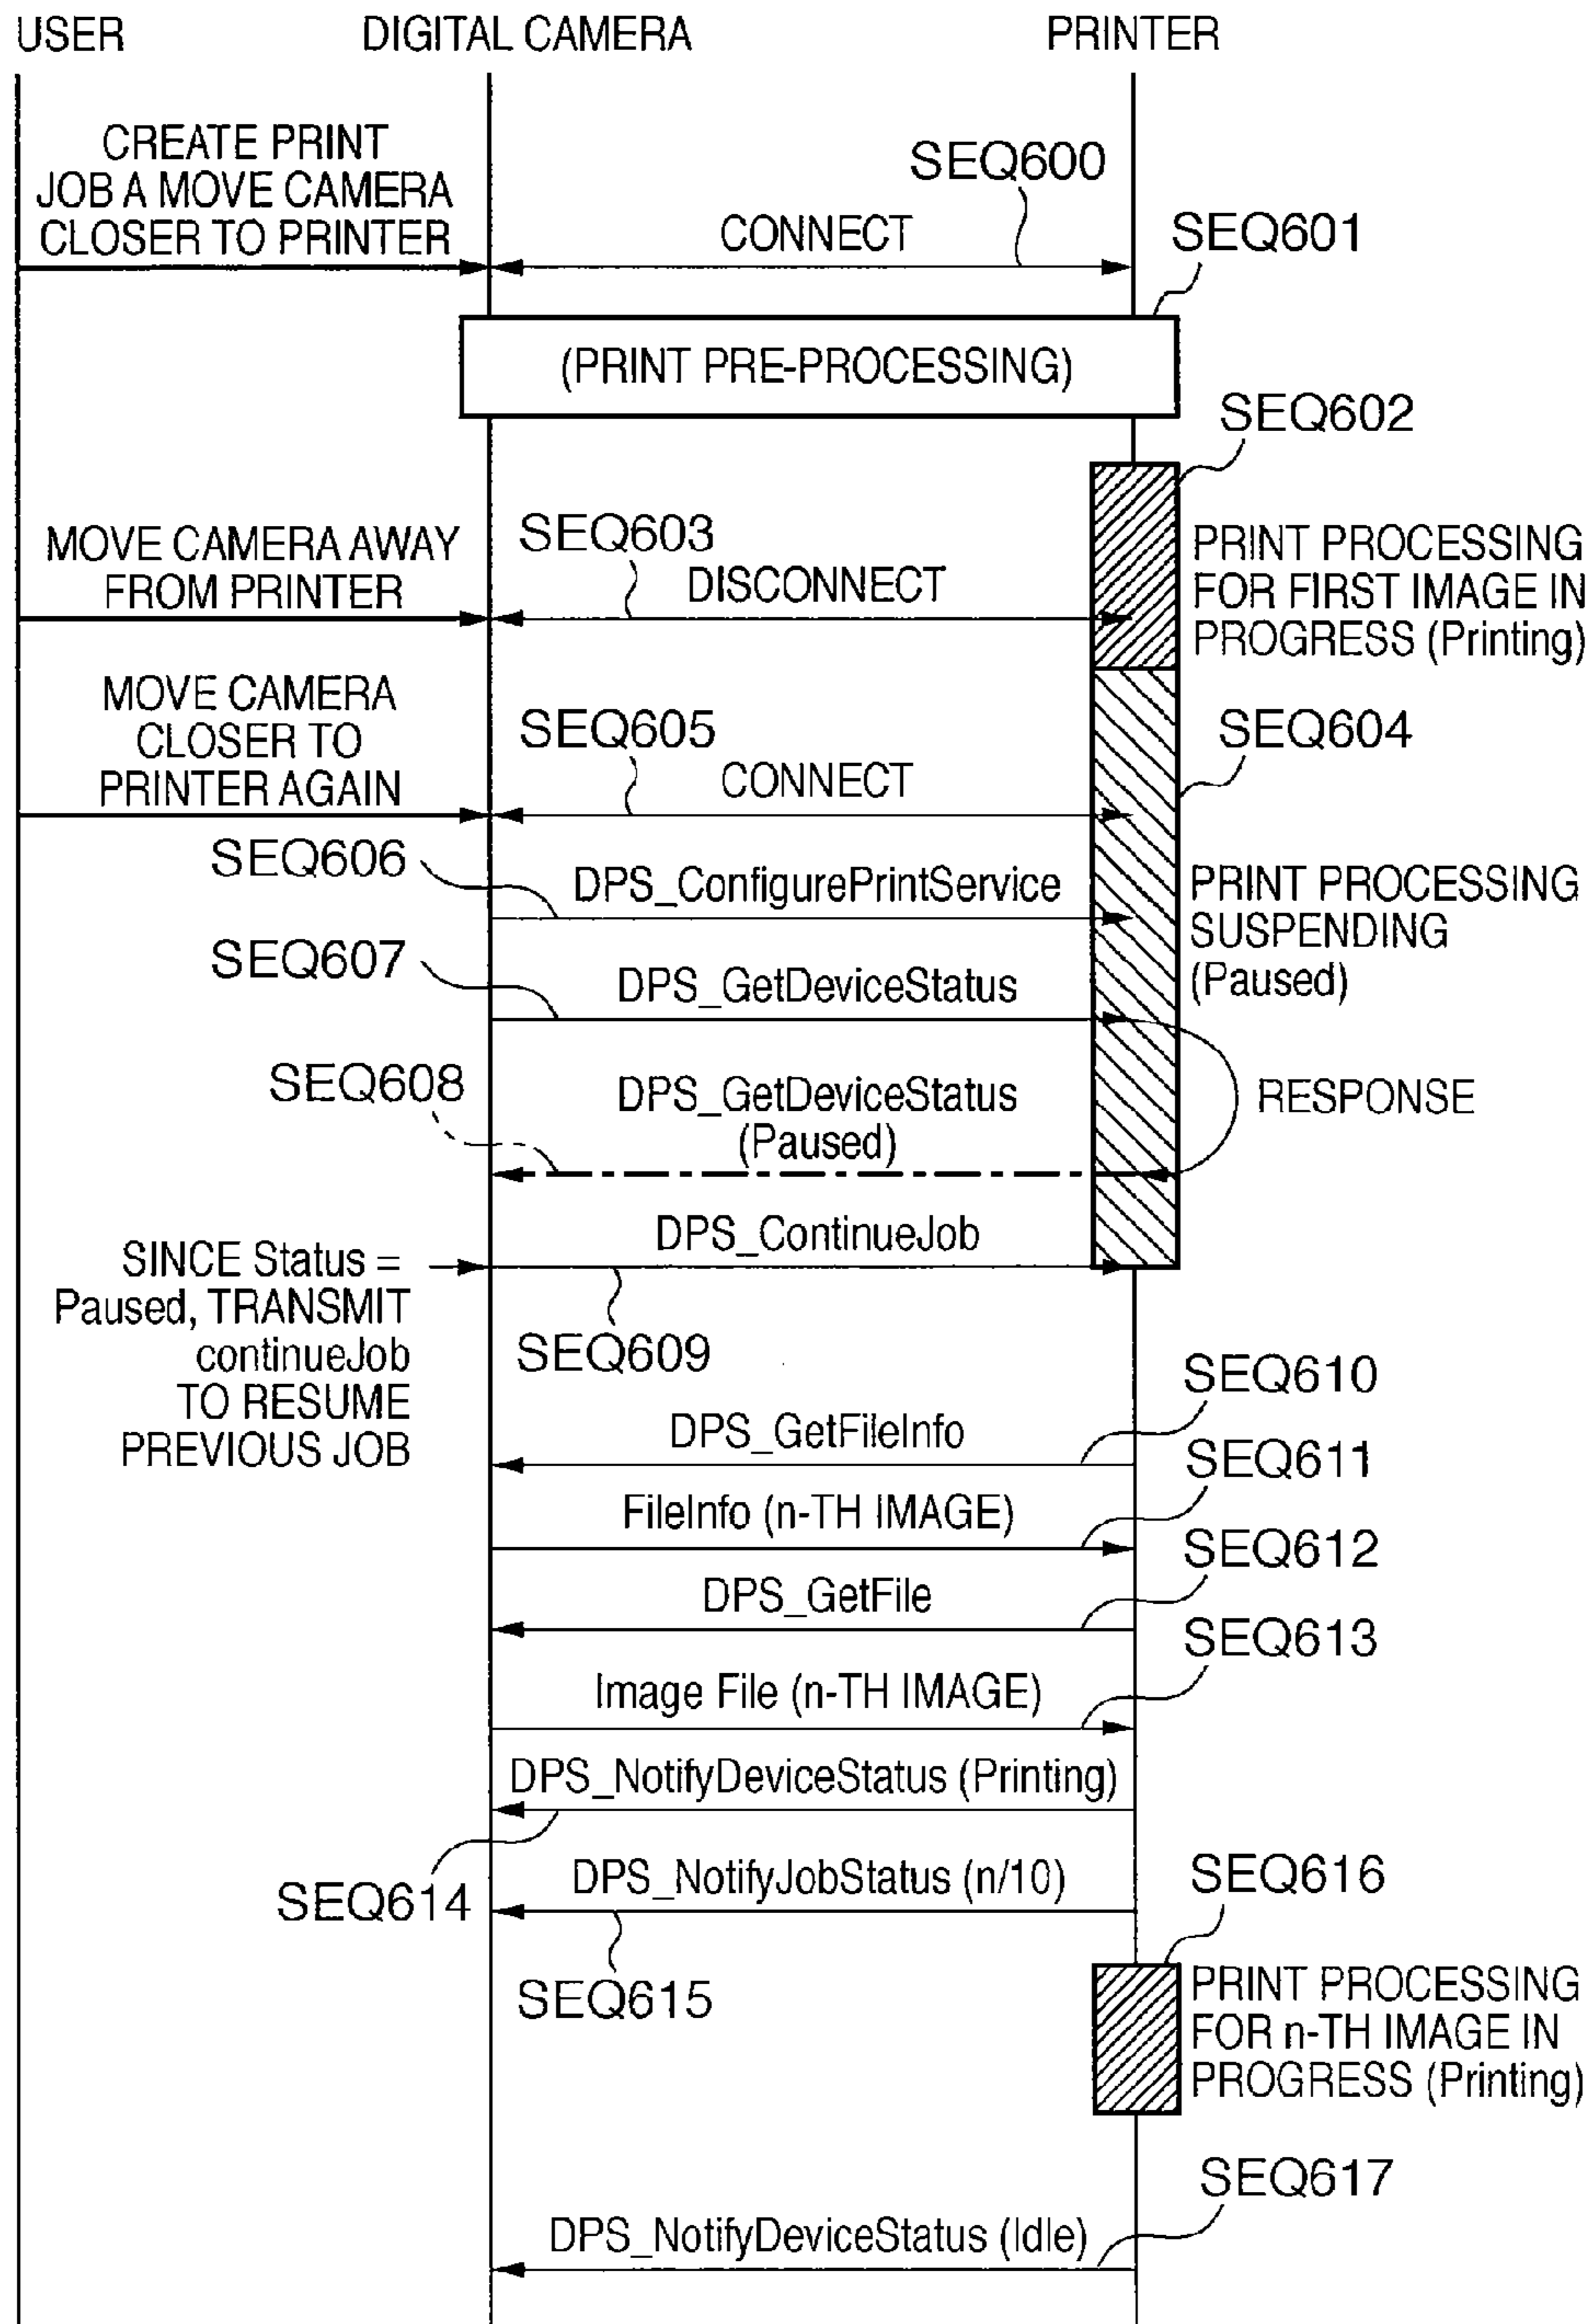 USER
DIGITAL CAMERA
PRINTER
CREATE PRINT
JOB A MOVE CAMERA
CLOSER TO PRINTER
SEQ600
CONNECT
SEQ601
(PRINT PRE-PROCESSING)
SEQ602
MOVE CAMERA AWAY
FROM PRINTER
SEQ603
DISCONNECT
PRINT PROCESSING
FOR FIRST IMAGE IN
PROGRESS (Printing)
MOVE CAMERA
CLOSER TO
PRINTER AGAIN
SEQ605
CONNECT
SEQ604
SEQ606
DPS_ConfigurePrintService
PRINT PROCESSING
SUSPENDING
(Paused)
SEQ607
DPS_GetDeviceStatus
SEQ608
DPS_GetDeviceStatus
(Paused)
RESPONSE
DPS_ContinueJob
SINCE Status =
Paused, TRANSMIT
continueJob
TO RESUME
PREVIOUS JOB
SEQ609
SEQ610
DPS_GetFileInfo
SEQ611
FileInfo (n-TH IMAGE)
SEQ612
DPS_GetFile
SEQ613
Image File (n-TH IMAGE)
DPS_NotifyDeviceStatus (Printing)
SEQ614
DPS_NotifyJobStatus (n/10)
SEQ615
SEQ616
PRINT PROCESSING
FOR n-TH IMAGE IN
PROGRESS (Printing)
SEQ617
DPS_NotifyDeviceStatus (Idle)